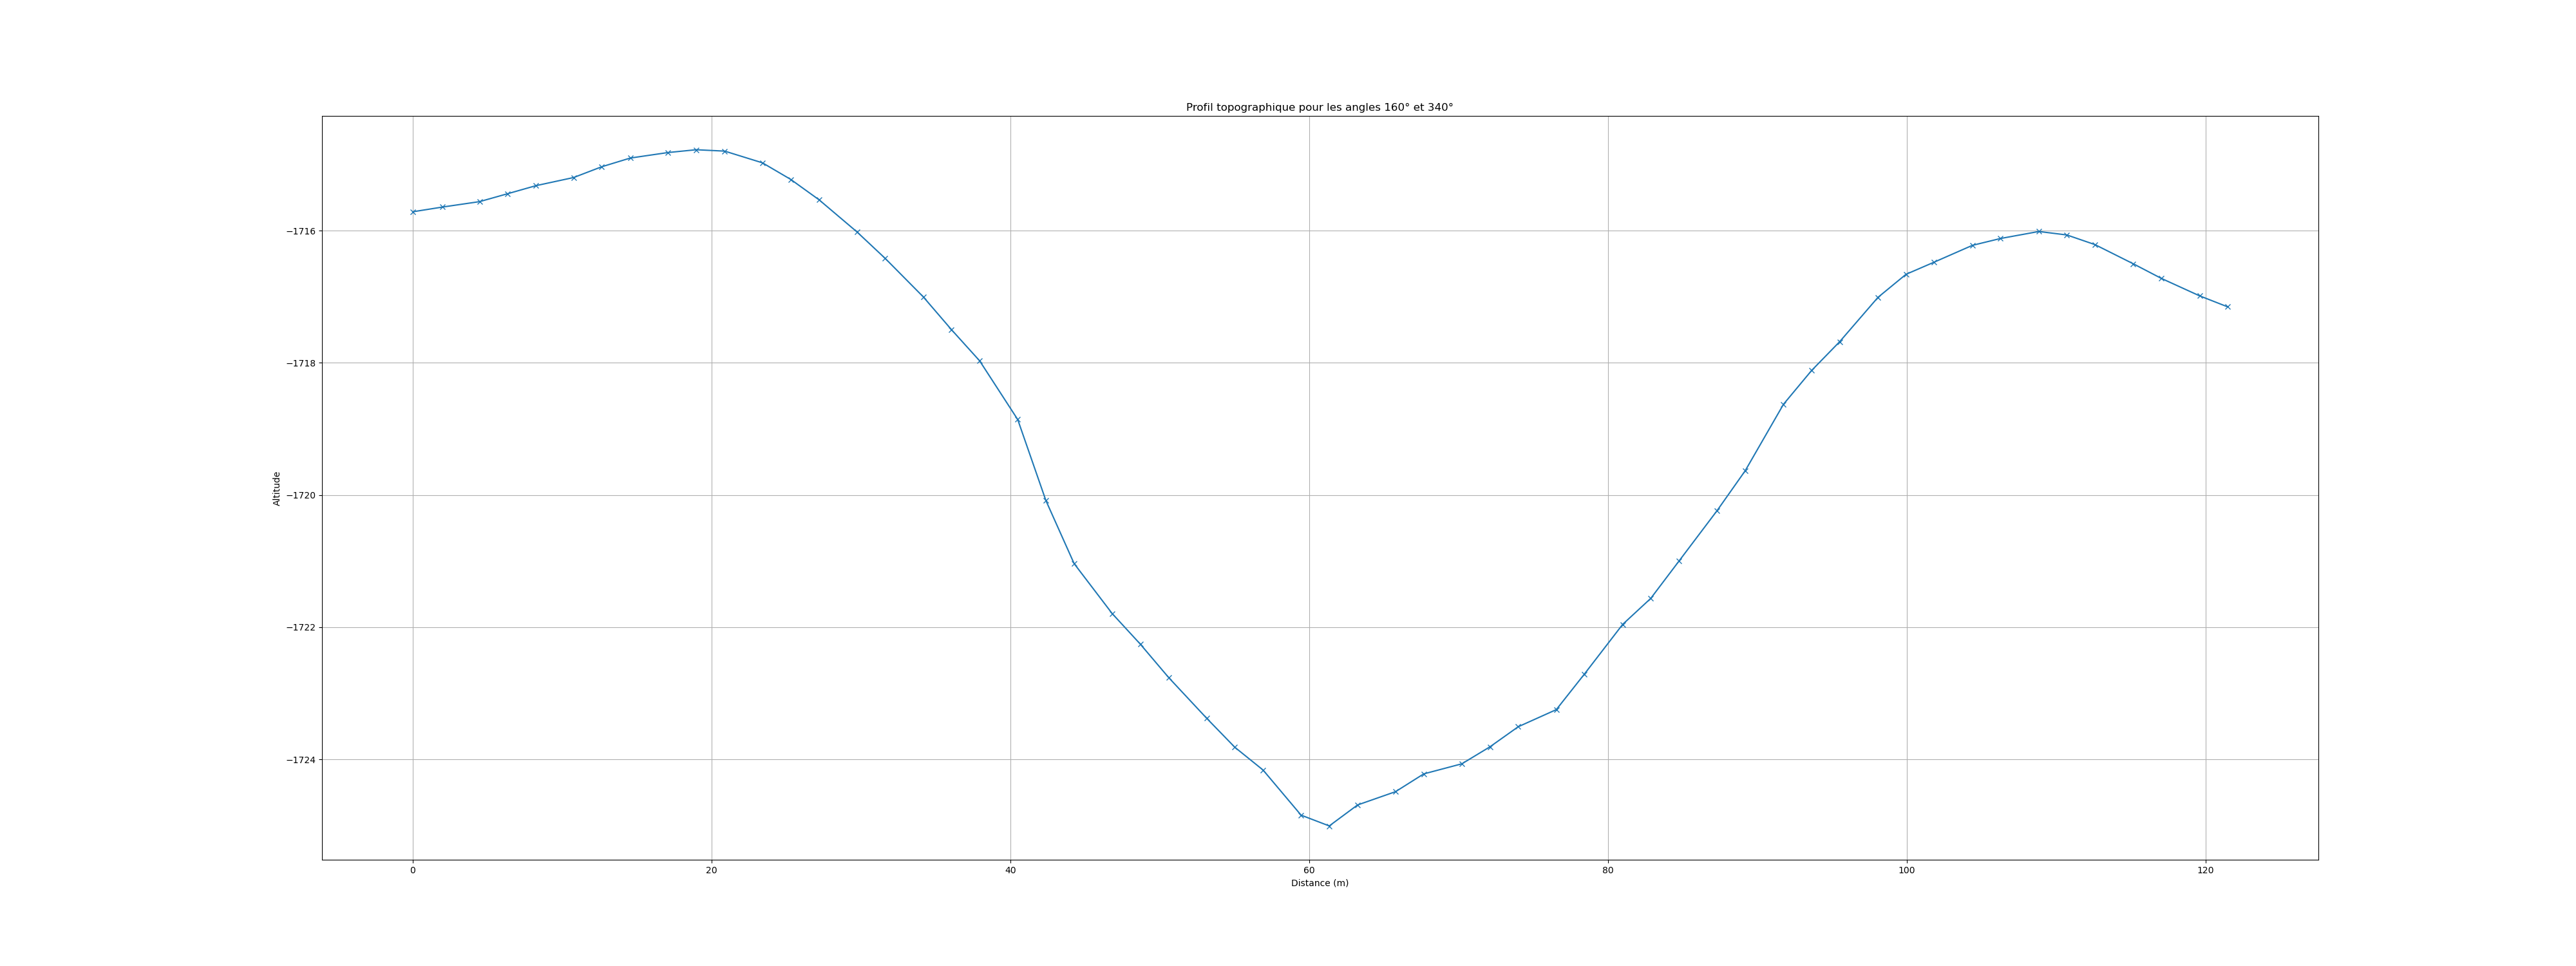 Profil topographique pour les angles 160° et 340°
Altitude
−1716
−1718
−1720
−1722
−1724
0 20 40 60 80 100 120
Distance (m)